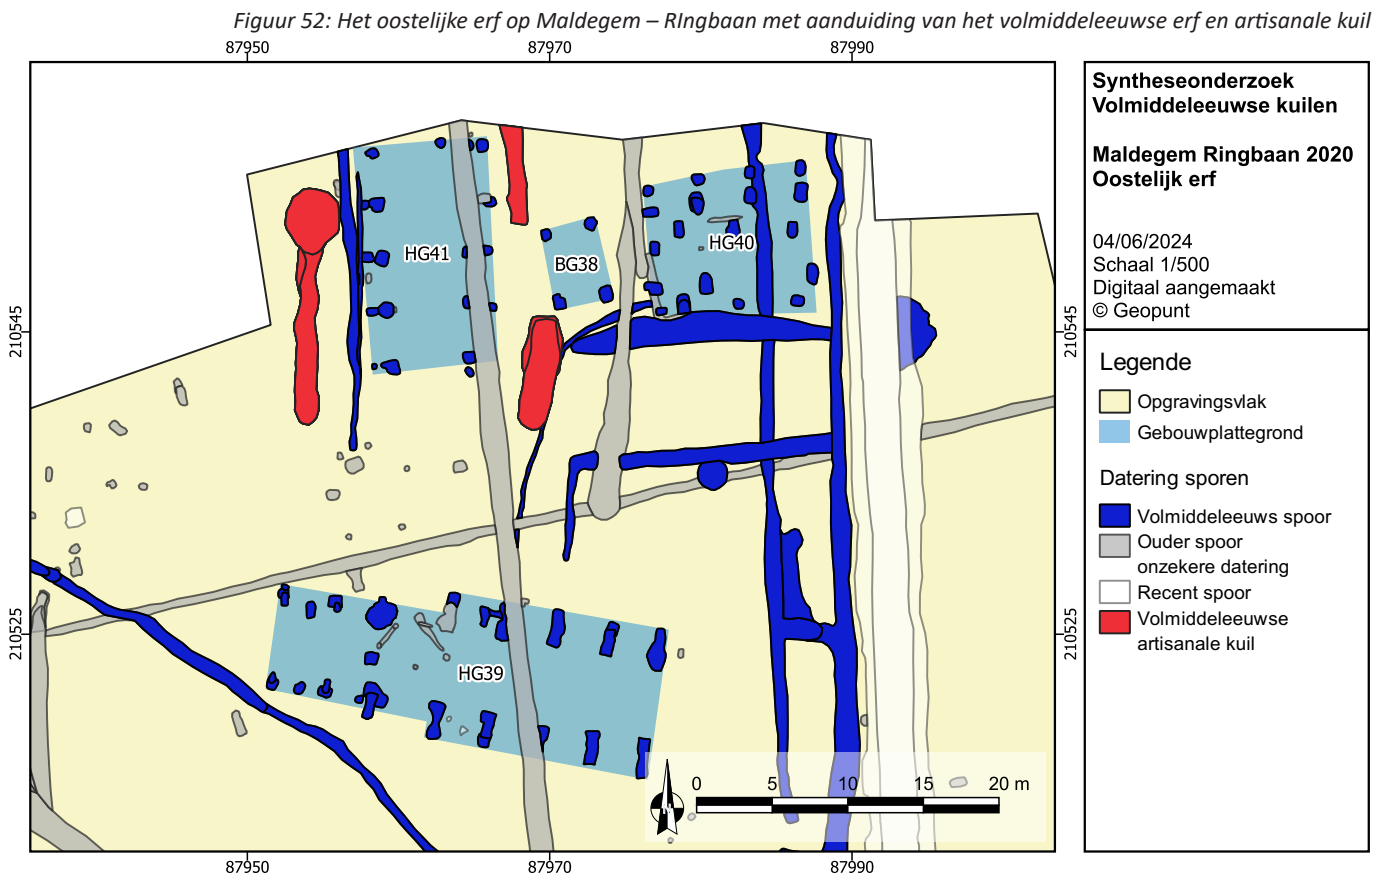 Figuur 52: Het oostelijke erf op Maldegem – RIngbaan met aanduiding van het volmiddeleeuwse erf en artisanale kuil
87950 87970 87990
Syntheseonderzoek
Volmiddeleeuwse kuilen
Maldegem Ringbaan 2020
Oostelijk erf
04/06/2024
Schaal 1/500
Digitaal aangemaakt
© Geopunt
Legende
Opgravingsvlak
Gebouwplattegrond
Datering sporen
Volmiddeleeuws spoor
Ouder spoor
onzekere datering
Recent spoor
Volmiddeleeuwse
artisanale kuil
HG41
BG38
HG40
HG39
210545
210525
210545
210525
N
0 5 10 15 20 m
87950 87970 87990